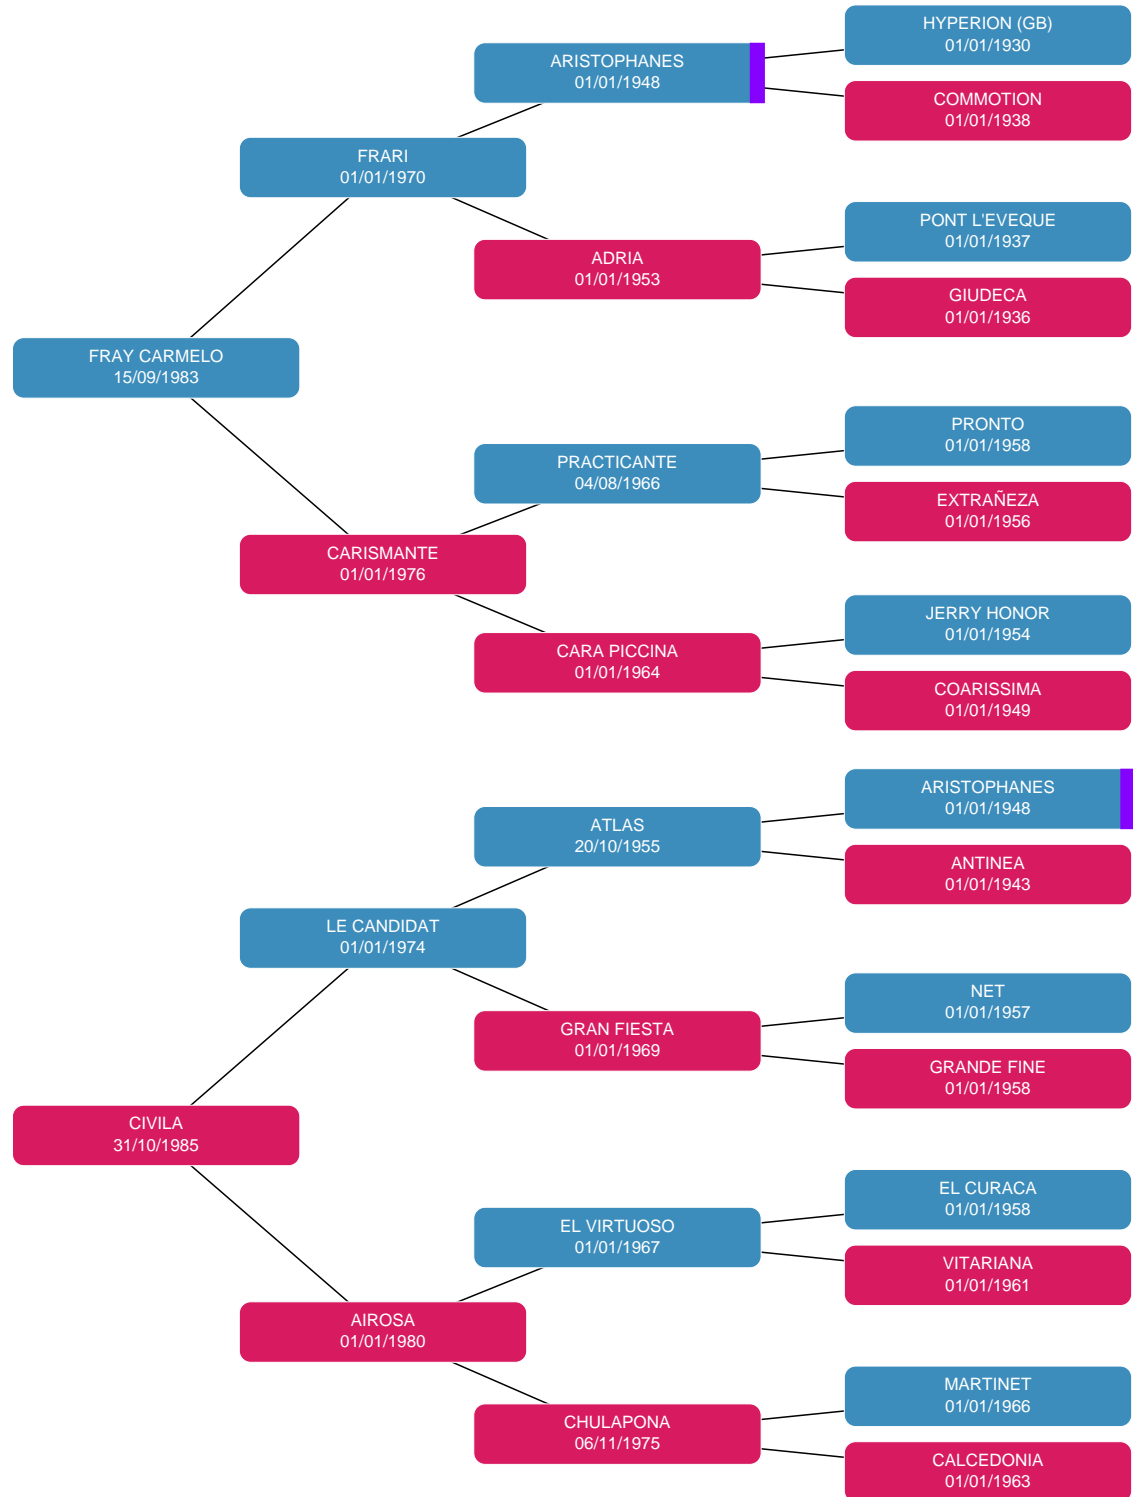 HYPERION (GB)
01/01/1930
ARISTOPHANES
01/01/1948
COMMOTION
01/01/1938
FRARI
01/01/1970
PONT L'EVEQUE
01/01/1937
ADRIA
01/01/1953
GIUDECA
01/01/1936
FRAY CARMELO
15/09/1983
PRONTO
01/01/1958
PRACTICANTE
04/08/1966
EXTRAÑEZA
01/01/1956
CARISMANTE
01/01/1976
JERRY HONOR
01/01/1954
CARA PICCINA
01/01/1964
COARISSIMA
01/01/1949
ARISTOPHANES
01/01/1948
ATLAS
20/10/1955
ANTINEA
01/01/1943
LE CANDIDAT
01/01/1974
NET
01/01/1957
GRAN FIESTA
01/01/1969
GRANDE FINE
01/01/1958
CIVILA
31/10/1985
EL CURACA
01/01/1958
EL VIRTUOSO
01/01/1967
VITARIANA
01/01/1961
AIROSA
01/01/1980
MARTINET
01/01/1966
CHULAPONA
06/11/1975
CALCEDONIA
01/01/1963